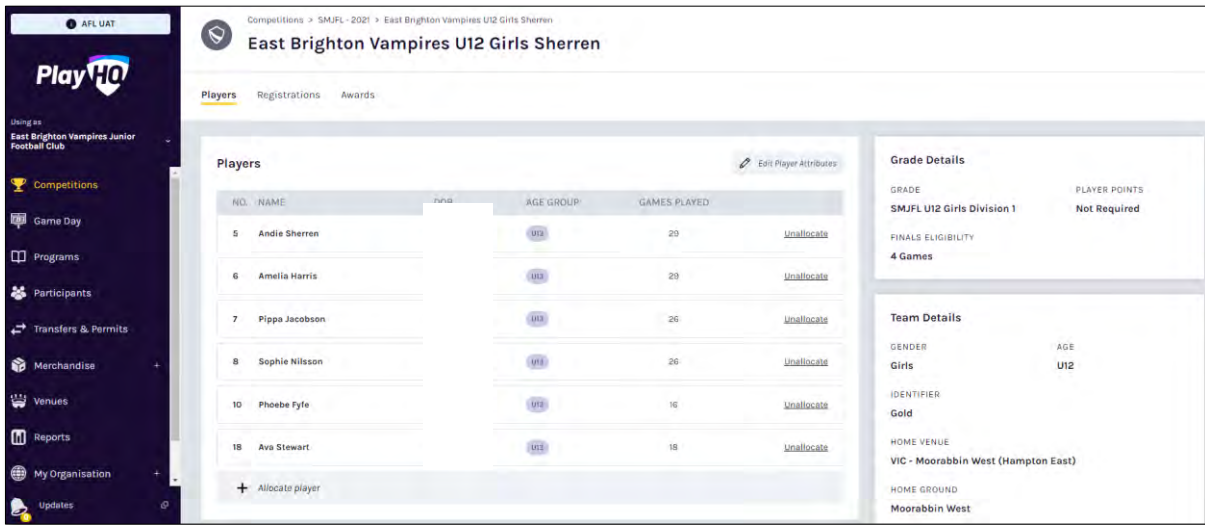 AFL UAT
PlayHQ
Using as
East Brighton Vampires Junior
Football Club
Competitions
Game Day
Programs
Participants
Transfers & Permits
Merchandise +
Venues
Reports
My Organisation +
Updates
Competitions > SMJFL - 2021 > East Brighton Vampires U12 Girls Sherren
East Brighton Vampires U12 Girls Sherren
Players Registrations Awards
Players Edit Player Attributes
NO. NAME DOB AGE GROUP GAMES PLAYED
5 Andie Sherren 29 Unallocate
6 Amelia Harris 29 Unallocate
7 Pippa Jacobson 26 Unallocate
8 Sophie Nilsson 26 Unallocate
10 Phoebe Fyfe 16 Unallocate
18 Ava Stewart 18 Unallocate
+ Allocate player
Grade Details
GRADE PLAYER POINTS
SMJFL U12 Girls Division 1 Not Required
FINALS ELIGIBILITY
4 Games
Team Details
GENDER AGE
Girls U12
IDENTIFIER
Gold
HOME VENUE
VIC - Moorabbin West (Hampton East)
HOME GROUND
Moorabbin West